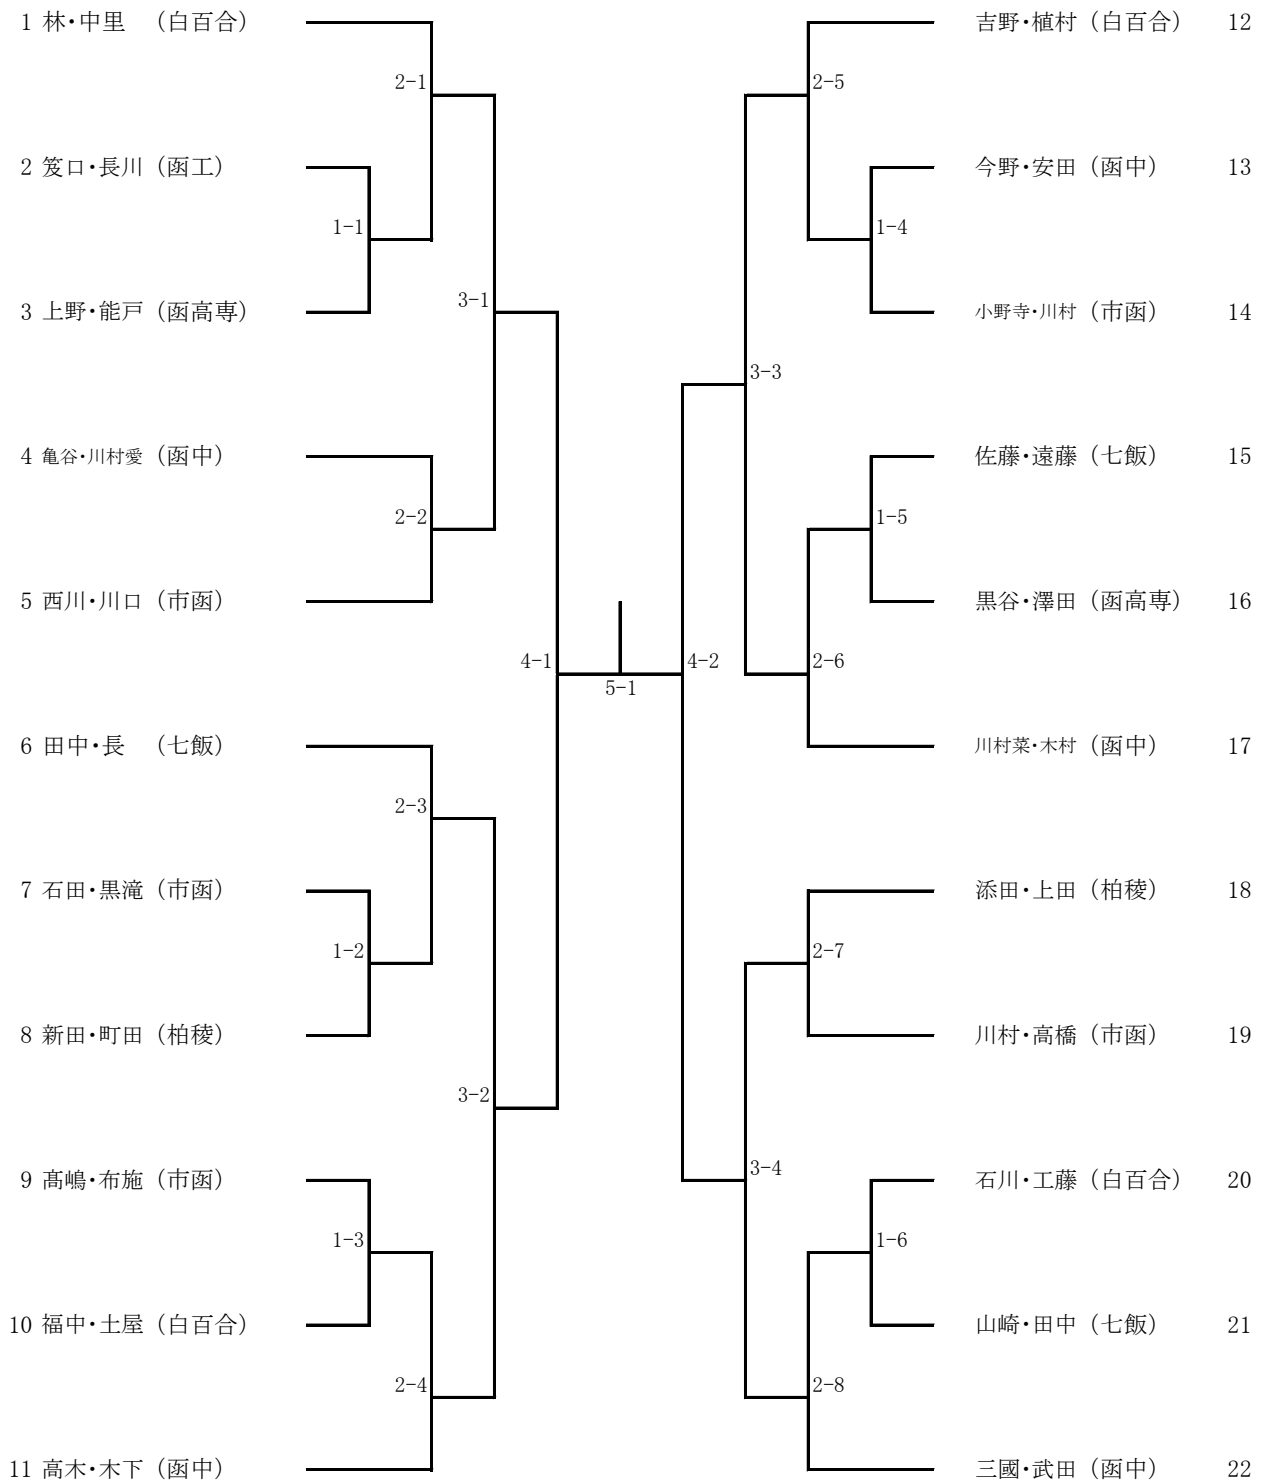 1 林・中里　（白百合）
2-1
2 笈口・長川（函工）
1-1
3 上野・能戸（函高専）
3-1
4 亀谷・川村愛（函中）
2-2
5 西川・川口（市函）
4-1
6 田中・長　（七飯）
2-3
7 石田・黒滝（市函）
1-2
8 新田・町田（柏稜）
3-2
9 髙嶋・布施（市函）
1-3
10 福中・土屋（白百合）
2-4
11 高木・木下（函中）
5-1
吉野・植村（白百合） 12
2-5
今野・安田（函中） 13
1-4
小野寺・川村（市函） 14
3-3
佐藤・遠藤（七飯） 15
1-5
黒谷・澤田（函高専） 16
4-2
2-6
川村菜・木村（函中） 17
添田・上田（柏稜） 18
2-7
川村・高橋（市函） 19
3-4
石川・工藤（白百合） 20
1-6
山崎・田中（七飯） 21
2-8
三國・武田（函中） 22